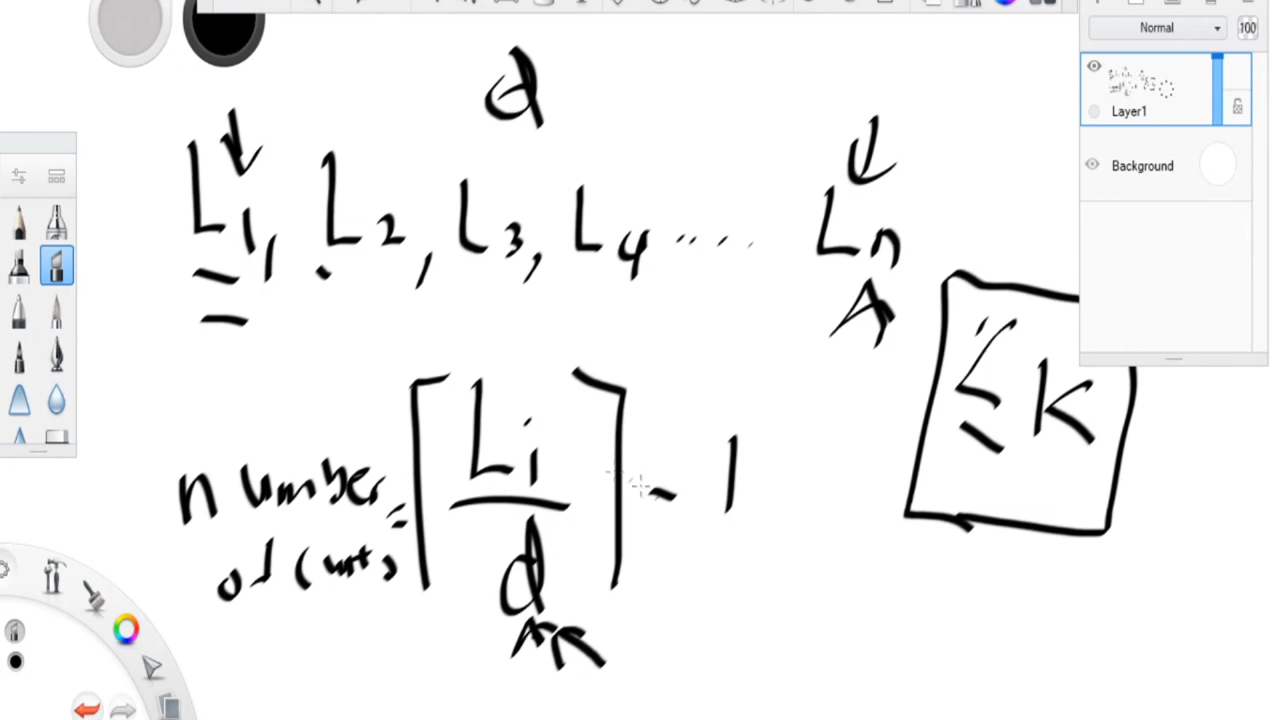 Normal 100
d
L1, L2, L3, L4 .... Ln
Layer1
Background
≤ K
number of cuts = ⌈Li / d⌉ - 1